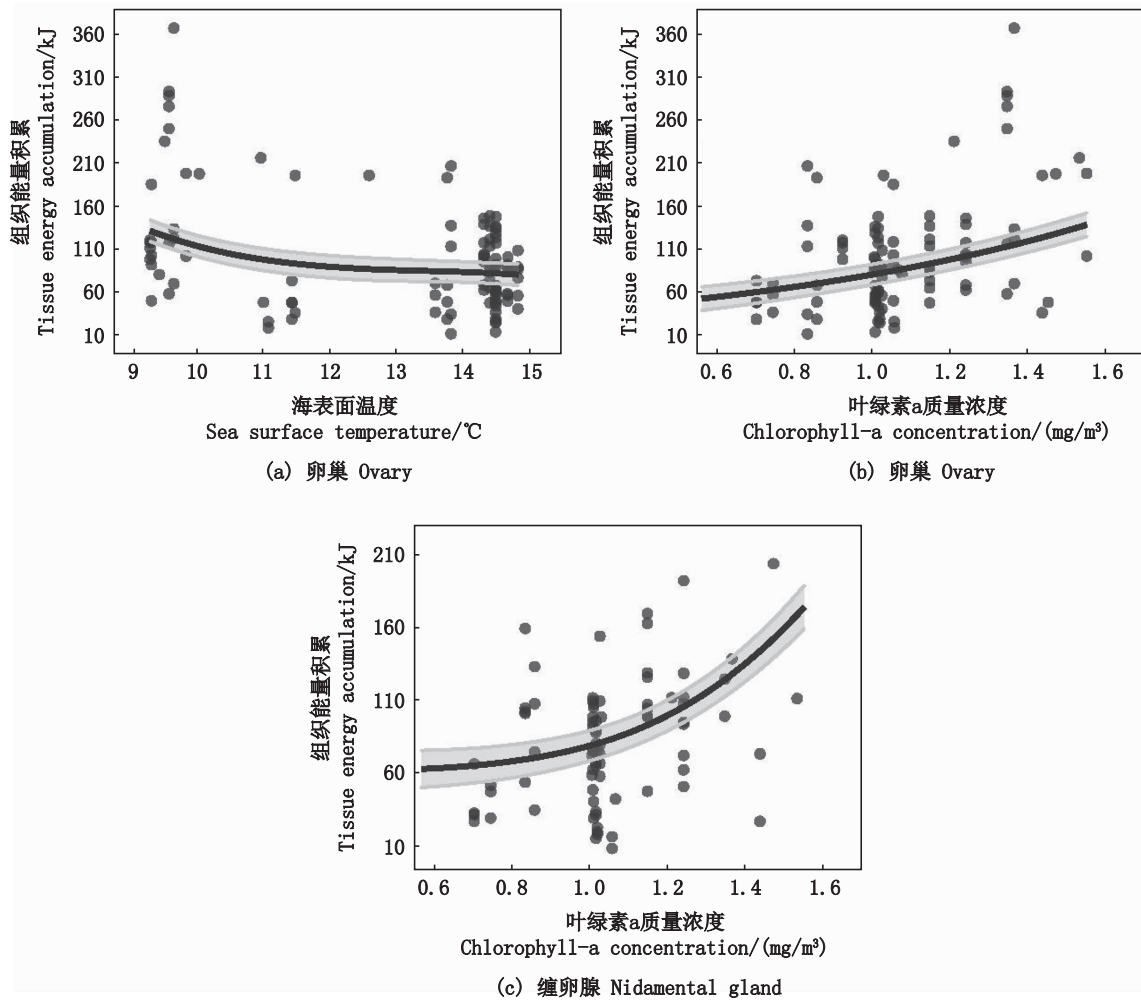 组织能量积累
Tissue energy accumulation/kJ
360
310
260
210
160
110
60
10
9 10 11 12 13 14 15
海表面温度
Sea surface temperature/℃
(a) 卵巢 Ovary
组织能量积累
Tissue energy accumulation/kJ
360
310
260
210
160
110
60
10
0.6 0.8 1.0 1.2 1.4 1.6
叶绿素a质量浓度
Chlorophyll-a concentration/(mg/m³)
(b) 卵巢 Ovary
组织能量积累
Tissue energy accumulation/kJ
210
160
110
60
10
0.6 0.8 1.0 1.2 1.4 1.6
叶绿素a质量浓度
Chlorophyll-a concentration/(mg/m³)
(c) 缠卵腺 Nidamental gland